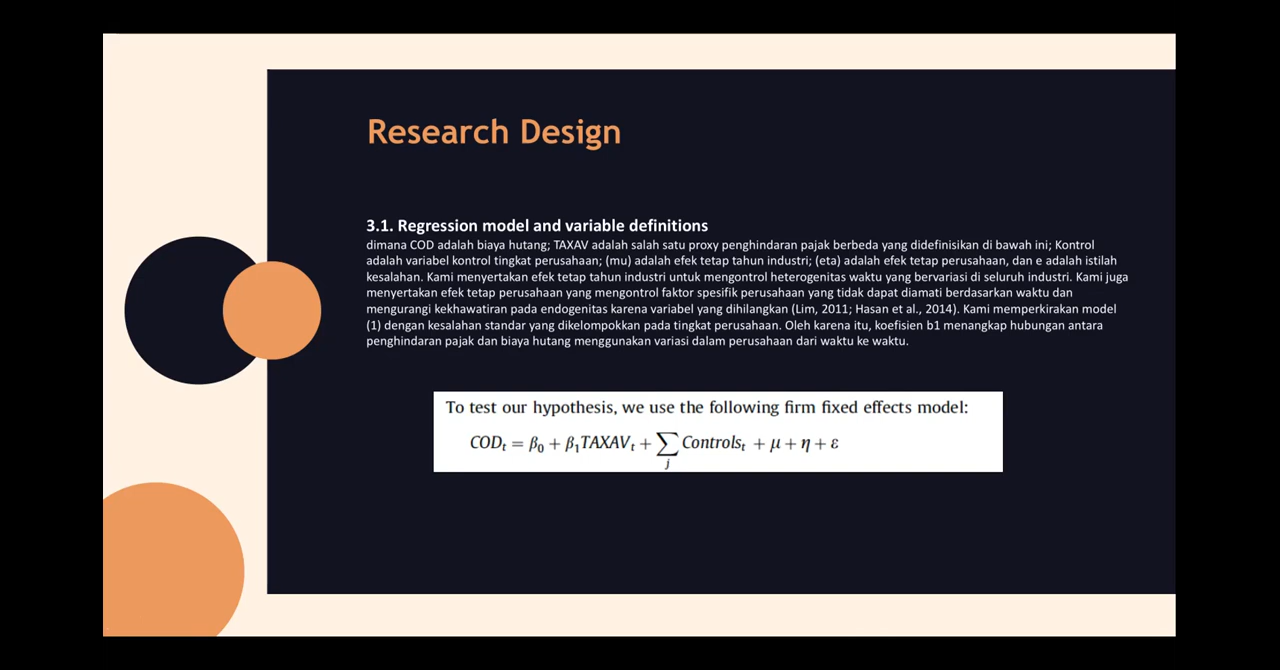 Research Design
3.1. Regression model and variable definitions
dimana COD adalah biaya hutang; TAXAV adalah salah satu proxy penghindaran pajak berbeda yang didefinisikan di bawah ini; Kontrol
adalah variabel kontrol tingkat perusahaan; (mu) adalah efek tetap tahun industri; (eta) adalah efek tetap perusahaan, dan e adalah istilah
kesalahan. Kami menyertakan efek tetap tahun industri untuk mengontrol heterogenitas waktu yang bervariasi di seluruh industri. Kami juga
menyertakan efek tetap perusahaan yang mengontrol faktor spesifik perusahaan yang tidak dapat diamati berdasarkan waktu dan
mengurangi kekhawatiran pada endogenitas karena variabel yang dihilangkan (Lim, 2011; Hasan et al., 2014). Kami memperkirakan model
(1) dengan kesalahan standar yang dikelompokkan pada tingkat perusahaan. Oleh karena itu, koefisien b1 menangkap hubungan antara
penghindaran pajak dan biaya hutang menggunakan variasi dalam perusahaan dari waktu ke waktu.
To test our hypothesis, we use the following firm fixed effects model:
CODₜ = β₀ + β₁TAXAVₜ + ∑ⱼ Controlsₜ + μ + η + ε